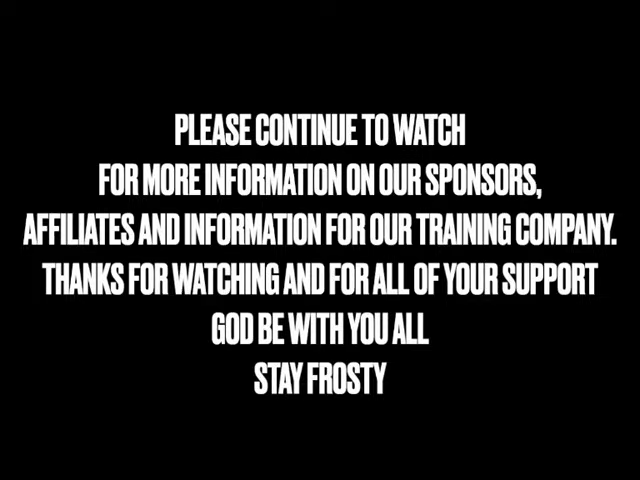 PLEASE CONTINUE TO WATCH
FOR MORE INFORMATION ON OUR SPONSORS,
AFFILIATES AND INFORMATION FOR OUR TRAINING COMPANY.
THANKS FOR WATCHING AND FOR ALL OF YOUR SUPPORT
GOD BE WITH YOU ALL
STAY FROSTY